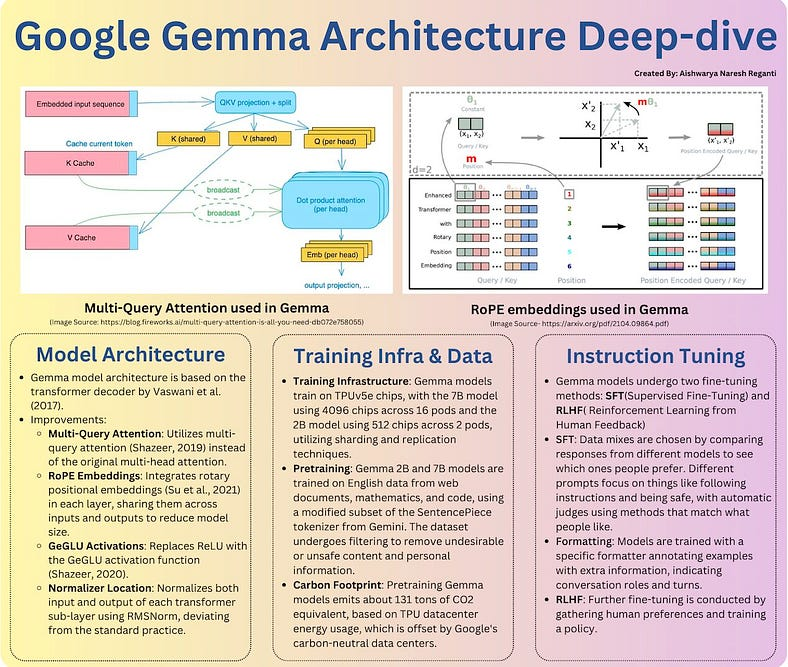 Google Gemma Architecture Deep-dive
Created By: Aishwarya Naresh Reganti
Embedded input sequence
QKV projection + split
Cache current token
K (shared)
V (shared)
Q (per head)
K Cache
broadcast
broadcast
Dot product attention
(per head)
V Cache
Emb (per head)
output projection, ...
θ₁
Constant
(x₁, x₂)
Query / Key
m
Position
d=2
x'₂
x₂
mθ₁
x'₁
x₁
(x'₁, x'₂)
Position Encoded Query / Key
Enhanced
Transformer
with
Rotary
Position
Embedding
1
2
3
4
5
6
Query / Key
Position
Position Encoded Query / Key
Multi-Query Attention used in Gemma
(Image Source: https://blog.fireworks.ai/multi-query-attention-is-all-you-need-db072e758055)
RoPE embeddings used in Gemma
(Image Source- https://arxiv.org/pdf/2104.09864.pdf)
Model Architecture
• Gemma model architecture is based on the
transformer decoder by Vaswani et al.
(2017).
• Improvements:
○ Multi-Query Attention: Utilizes multi-
query attention (Shazeer, 2019) instead
of the original multi-head attention.
○ RoPE Embeddings: Integrates rotary
positional embeddings (Su et al., 2021)
in each layer, sharing them across
inputs and outputs to reduce model
size.
○ GeGLU Activations: Replaces ReLU with
the GeGLU activation function
(Shazeer, 2020).
○ Normalizer Location: Normalizes both
input and output of each transformer
sub-layer using RMSNorm, deviating
from the standard practice.
Training Infra & Data
• Training Infrastructure: Gemma models
train on TPUv5e chips, with the 7B model
using 4096 chips across 16 pods and the
2B model using 512 chips across 2 pods,
utilizing sharding and replication
techniques.
• Pretraining: Gemma 2B and 7B models are
trained on English data from web
documents, mathematics, and code, using
a modified subset of the SentencePiece
tokenizer from Gemini. The dataset
undergoes filtering to remove undesirable
or unsafe content and personal
information.
• Carbon Footprint: Pretraining Gemma
models emits about 131 tons of CO2
equivalent, based on TPU datacenter
energy usage, which is offset by Google's
carbon-neutral data centers.
Instruction Tuning
• Gemma models undergo two fine-tuning
methods: SFT(Supervised Fine-Tuning) and
RLHF( Reinforcement Learning from
Human Feedback)
• SFT: Data mixes are chosen by comparing
responses from different models to see
which ones people prefer. Different
prompts focus on things like following
instructions and being safe, with automatic
judges using methods that match what
people like.
• Formatting: Models are trained with a
specific formatter annotating examples
with extra information, indicating
conversation roles and turns.
• RLHF: Further fine-tuning is conducted by
gathering human preferences and training
a policy.